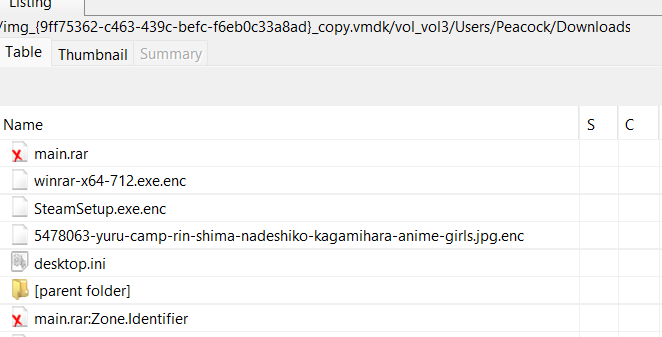 Listing
/img_{9ff75362-c463-439c-befc-f6eb0c33a8ad}_copy.vmdk/vol_vol3/Users/Peacock/Downloads
Table Thumbnail Summary
Name S C
main.rar
winrar-x64-712.exe.enc
SteamSetup.exe.enc
5478063-yuru-camp-rin-shima-nadeshiko-kagamihara-anime-girls.jpg.enc
desktop.ini
[parent folder]
main.rar:Zone.Identifier